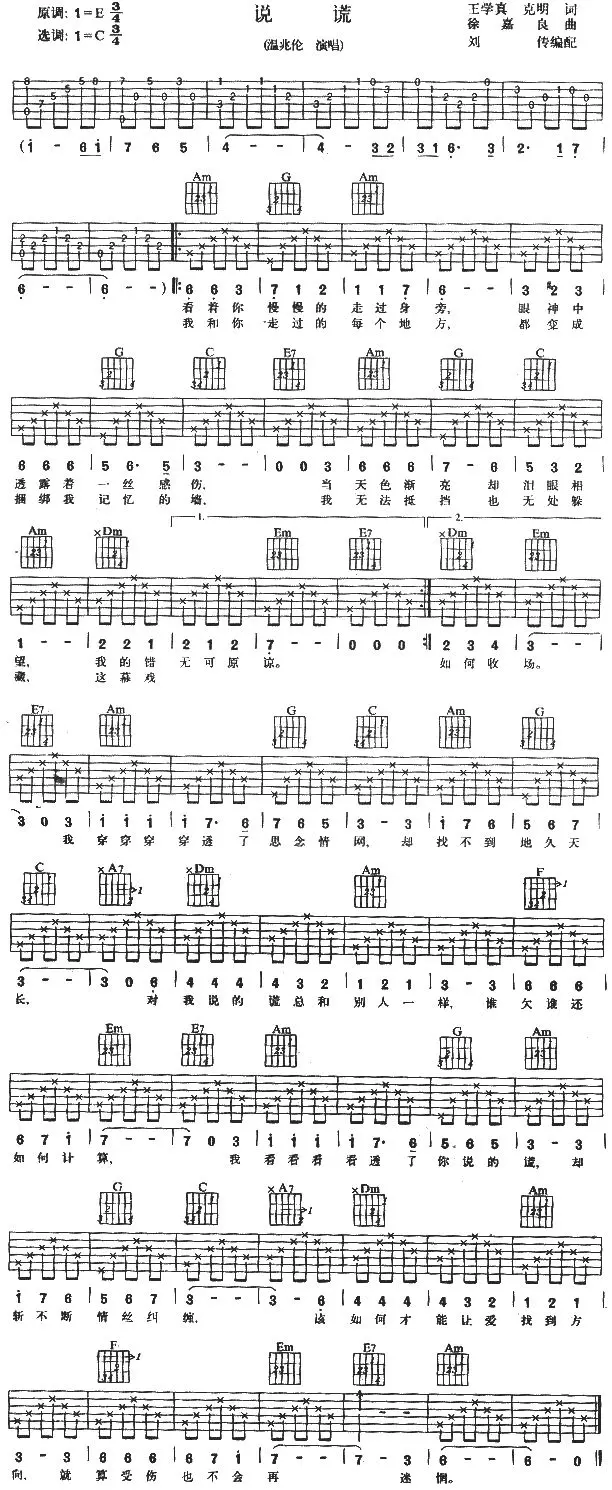 原调：1=E 3/4
说 谎
王学真 克明 词
选调：1=C 3/4
徐嘉良 曲
(温兆伦 演唱)
刘 传编配
(i - 6 i | 7 6 5 | 4 - - | 4 - 3 2 | 3 1 6· 3 | 2· 1 7 |
Am G Am
6 - - | 6 - - ) ‖: 6 6 3 | 7 1 2 | 1 1 7 | 6 - - | 3 #2 3 |
看着你 慢慢的 走过身 旁， 眼神中
我和你 走过的 每个地 方， 都变成
G C E7 Am G C
6 6 6 | 5 6· 5 | 3 - - | 0 0 3 | 6 6 6 | 7 - 6 | 5 3 2 |
透露着 一丝感 伤， 当 天色渐 亮 却 泪眼相
捆绑我 记忆的 墙， 我 无法抵 挡 也 无处躲
Am ×Dm 1. Em E7 ×Dm 2. Em
1 - - | 2 2 1 | 2 1 2 | 7 - - | 0 0 0 :‖ 2 3 4 | 3 - - |
望， 我的错 无可原 谅。 如何收 场。
藏， 这幕戏
E7 Am G C Am G
3 0 3 | i i i | i 7· 6 | 7 6 5 | 3 - 3 | i 7 6 | 5 6 7 |
我 穿穿穿 穿透了 思念情 网， 却 找不到 地久天
C ×A7 ×Dm Am F
3 - - | 3 0 6 | 4 4 4 | 4 3 2 | 1 2 1 | 3 - 3 | 6 6 6 |
长， 对 我说的 谎总和 别人一 样， 谁 欠谁还
Em E7 Am G Am
6 7 i | 7 - - | 7 0 3 | i i i | i 7· 6 | 5 6 5 | 3 - 3 |
如何计 算， 我 看看看 看透了 你说的 谎， 却
G C ×A7 ×Dm Am
i 7 6 | 5 6 7 | 3 - - | 3 - 6 | 4 4 4 | 4 3 2 | 1 2 1 |
斩不断 情丝纠 缠， 该 如何才 能让爱 找到方
F Em E7 Am
3 - 3 | 6 6 6 | 6 7 i | 7 - - | 7 - 3 | 6 - - | 6 - 0 ‖
向， 就 算受伤 也不会 再 迷惘。